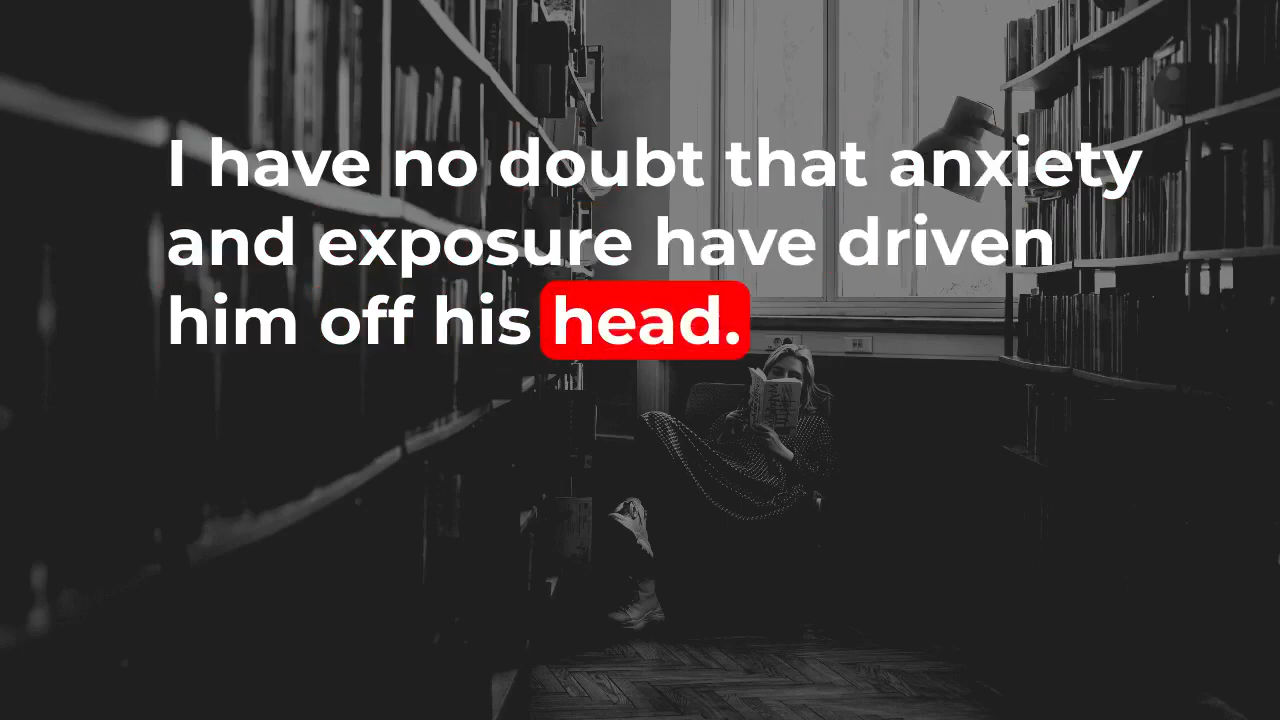 I have no doubt that anxiety
and exposure have driven
him off his head.